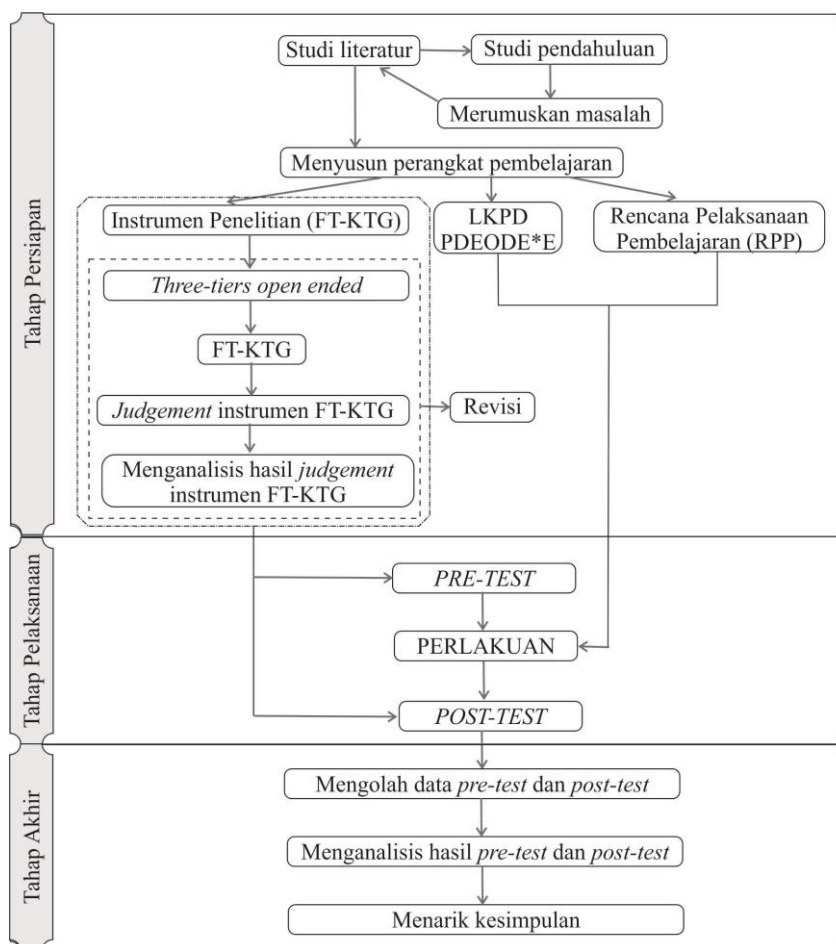 Tahap Persiapan
Studi literatur
Studi pendahuluan
Merumuskan masalah
Menyusun perangkat pembelajaran
Instrumen Penelitian (FT-KTG)
LKPD
PDEODE*E
Rencana Pelaksanaan
Pembelajaran (RPP)
Three-tiers open ended
FT-KTG
Judgement instrumen FT-KTG
Revisi
Menganalisis hasil judgement
instrumen FT-KTG
Tahap Pelaksanaan
PRE-TEST
PERLAKUAN
POST-TEST
Tahap Akhir
Mengolah data pre-test dan post-test
Menganalisis hasil pre-test dan post-test
Menarik kesimpulan